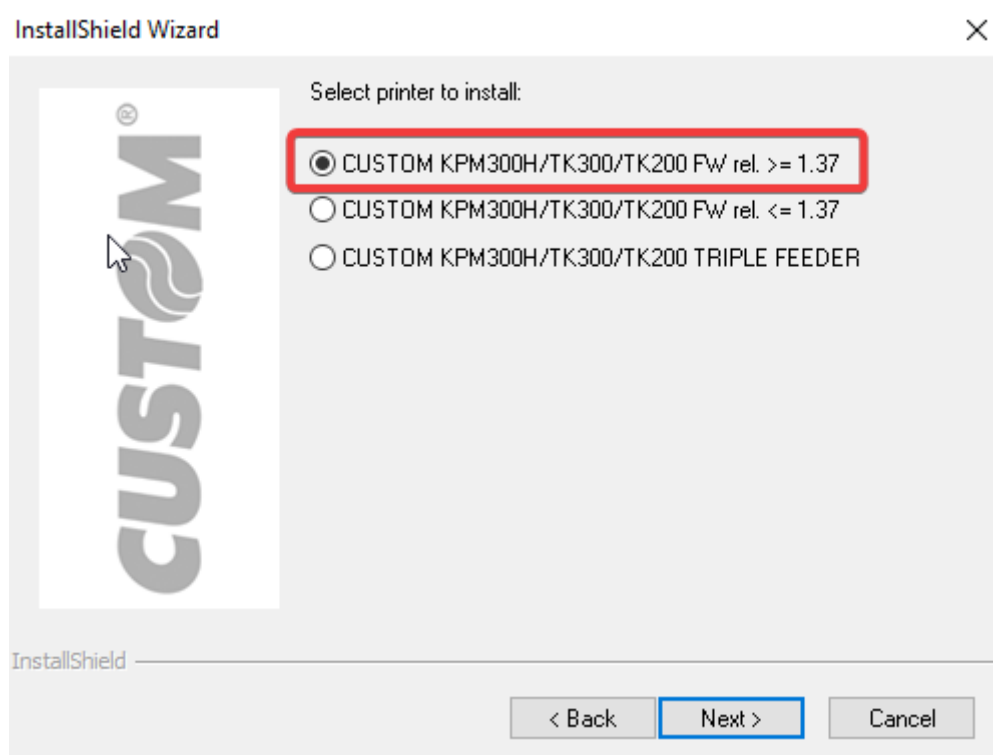 InstallShield Wizard
Select printer to install:
CUSTOM KPM300H/TK300/TK200 FW rel. >= 1.37
CUSTOM KPM300H/TK300/TK200 FW rel. <= 1.37
CUSTOM KPM300H/TK300/TK200 TRIPLE FEEDER
CUSTOM®
InstallShield
< Back
Next >
Cancel